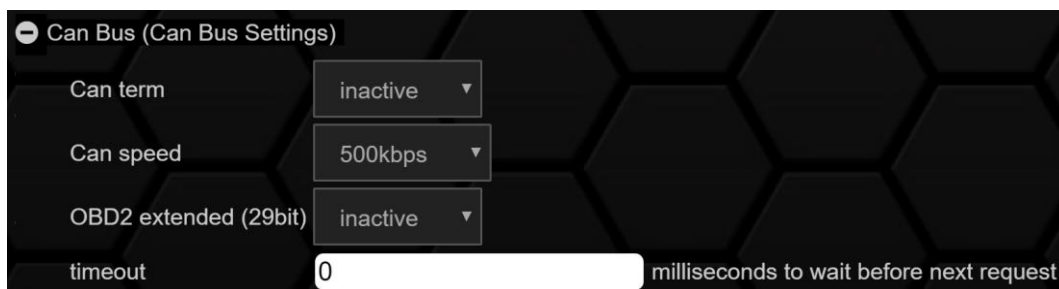 Can Bus (Can Bus Settings)
Can term inactive
Can speed 500kbps
OBD2 extended (29bit) inactive
timeout 0 milliseconds to wait before next request